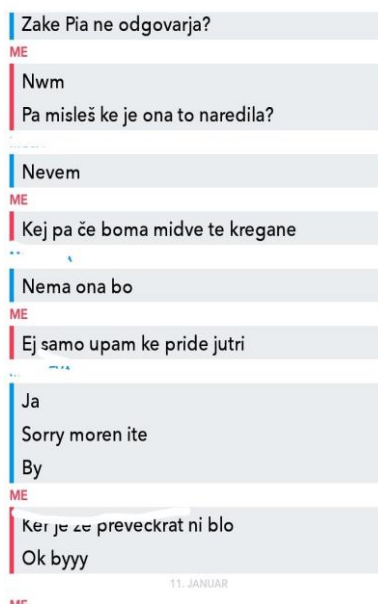 Zake Pia ne odgovarja?
ME
Nwm
Pa misleš ke je ona to naredila?
Nevem
ME
Kej pa če boma midve te kregane
Nema ona bo
ME
Ej samo upam ke pride jutri
Ja
Sorry moren ite
By
ME
Ker je že preveckrat ni blo
Ok byyy
11. JANUAR
ME